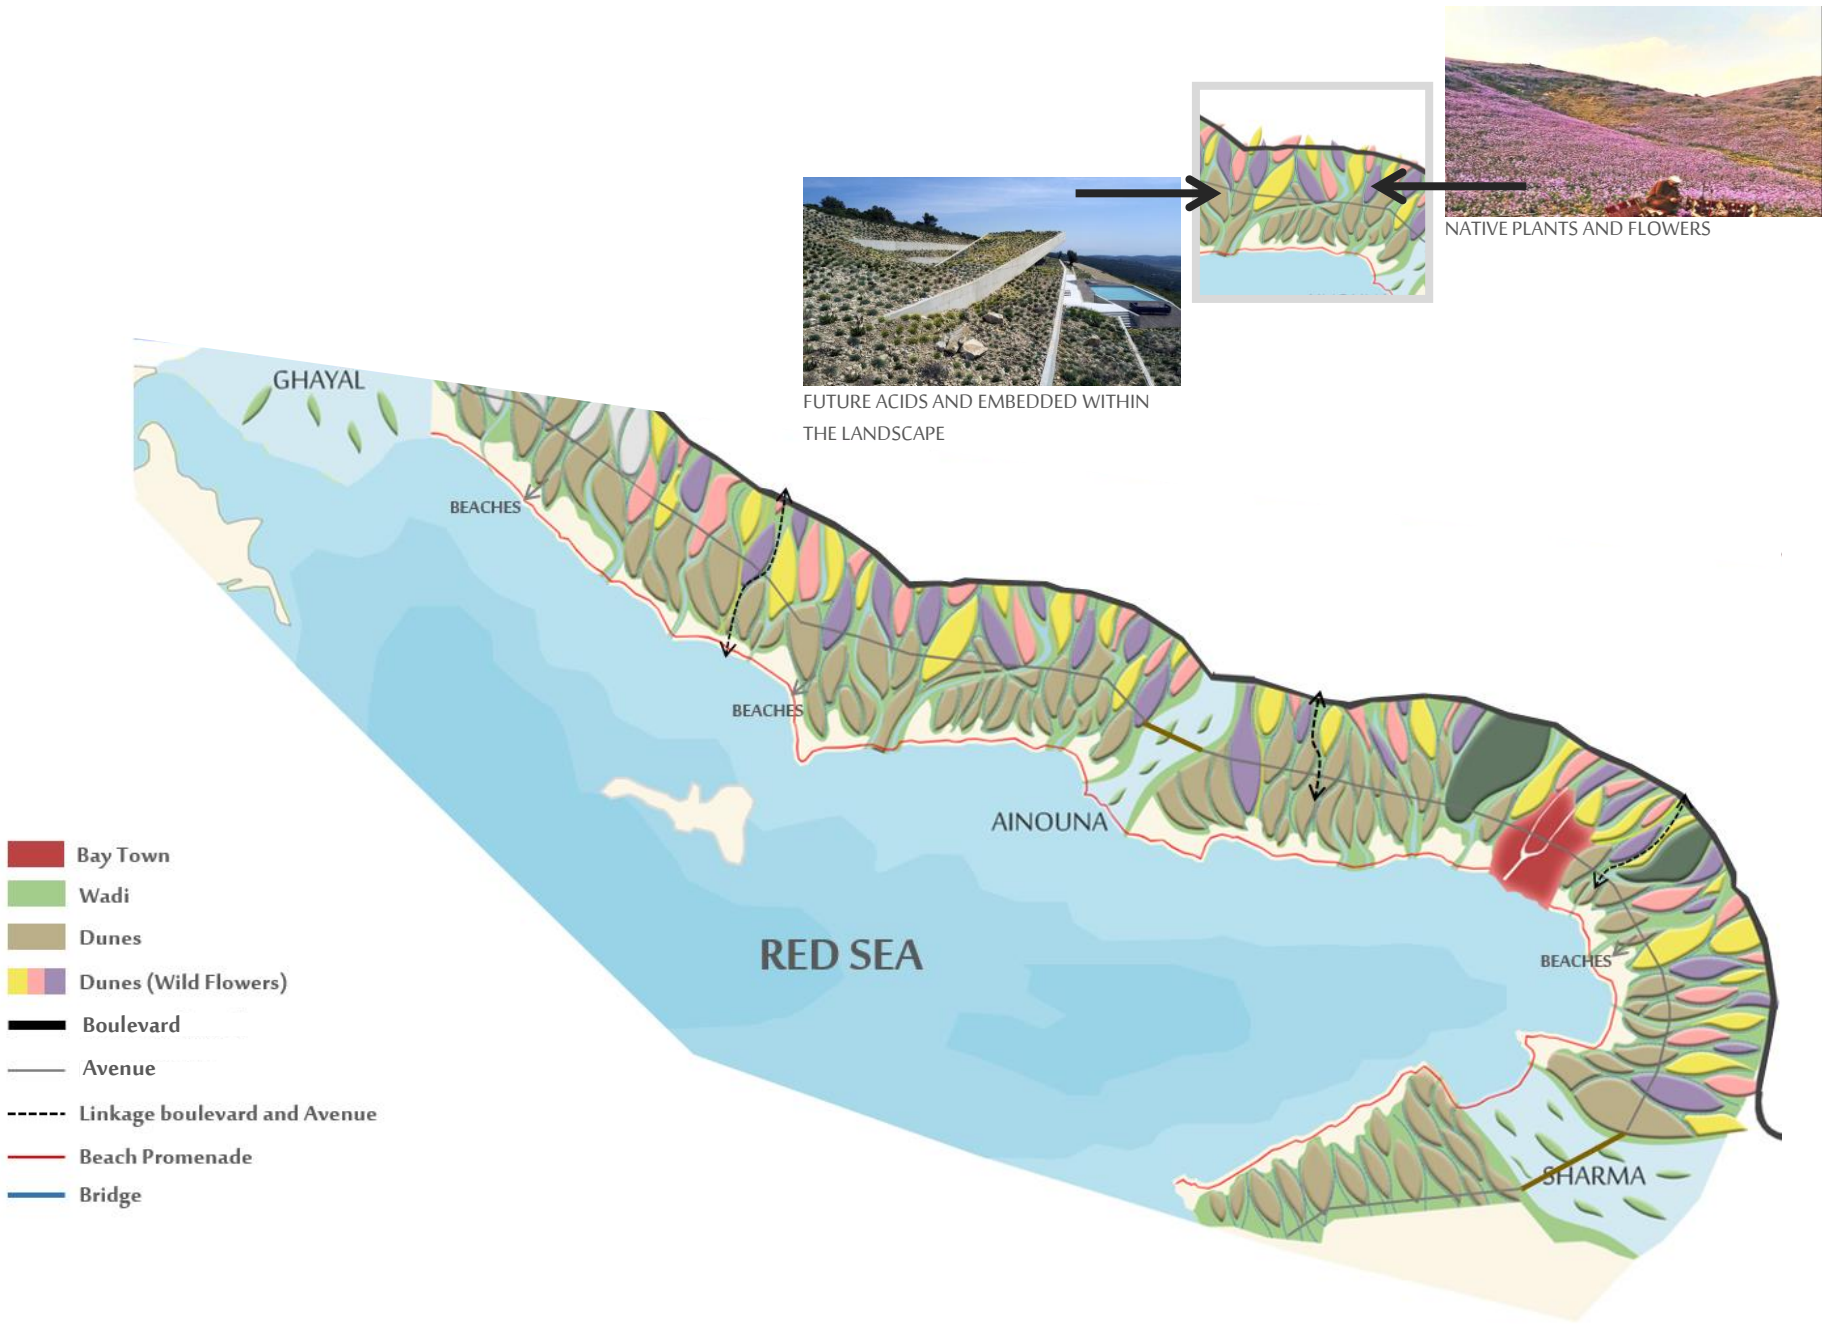 NATIVE PLANTS AND FLOWERS
FUTURE ACIDS AND EMBEDDED WITHIN
THE LANDSCAPE
GHAYAL
BEACHES
BEACHES
AINOUNA
RED SEA
BEACHES
SHARMA
Bay Town
Wadi
Dunes
Dunes (Wild Flowers)
Boulevard
Avenue
Linkage boulevard and Avenue
Beach Promenade
Bridge